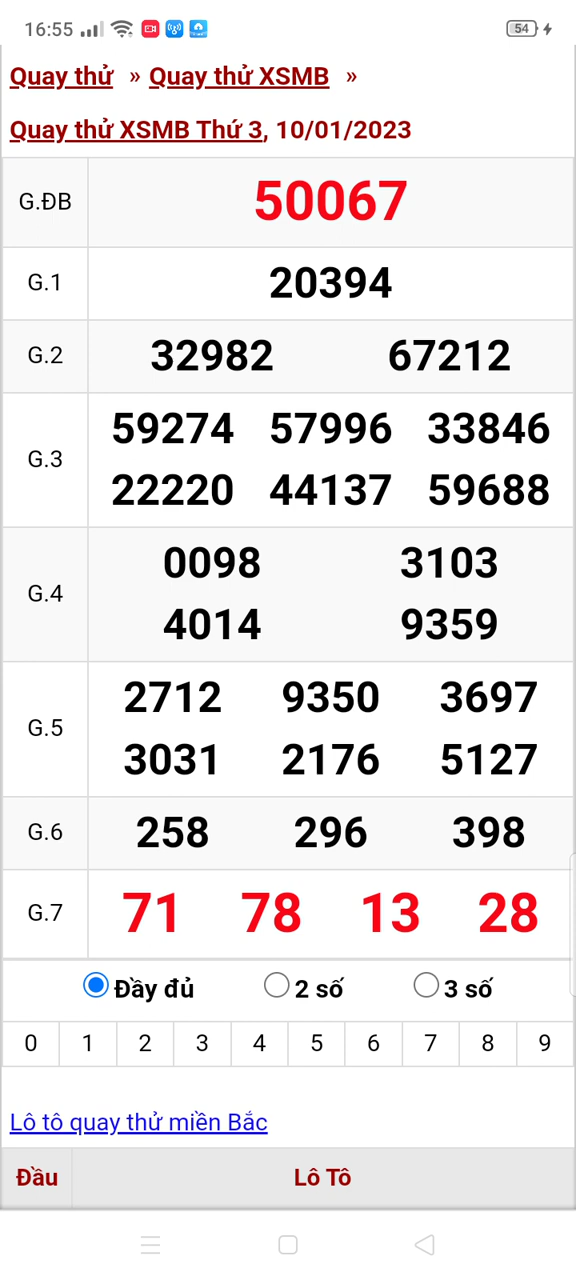 16:55 54
Quay thử » Quay thử XSMB »
Quay thử XSMB Thứ 3, 10/01/2023
G.ĐB 50067
G.1 20394
G.2 32982 67212
G.3 59274 57996 33846
22220 44137 59688
G.4 0098 3103
4014 9359
G.5 2712 9350 3697
3031 2176 5127
G.6 258 296 398
G.7 71 78 13 28
Đầy đủ 2 số 3 số
0 1 2 3 4 5 6 7 8 9
Lô tô quay thử miền Bắc
Đầu Lô Tô